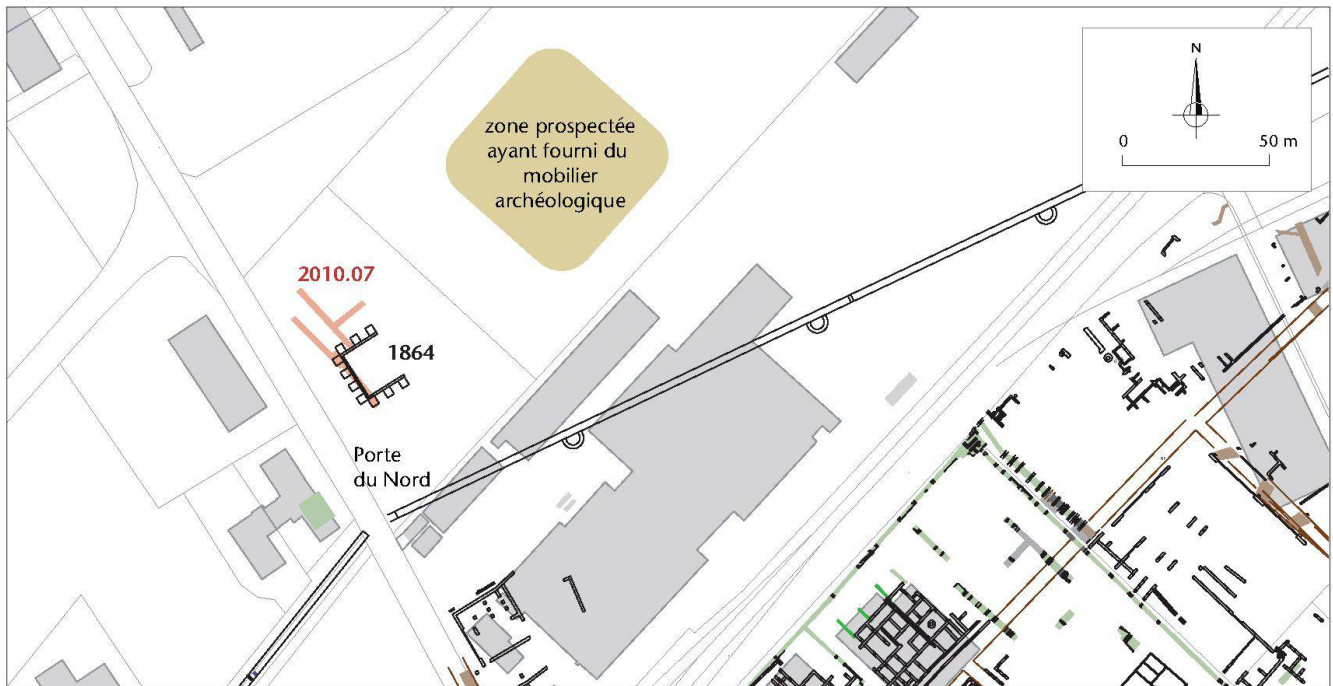 zone prospectée
ayant fourni du
mobilier
archéologique
N
0 50 m
2010.07
1864
Porte
du Nord